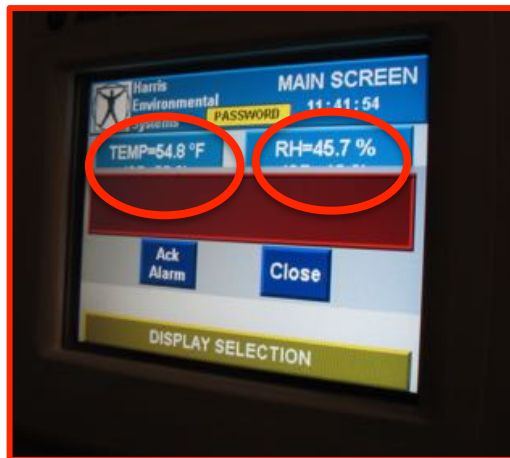 Harris
Environmental
Systems
MAIN SCREEN
PASSWORD
11:41:54
TEMP=54.8 °F
RH=45.7 %
Ack
Alarm
Close
DISPLAY SELECTION